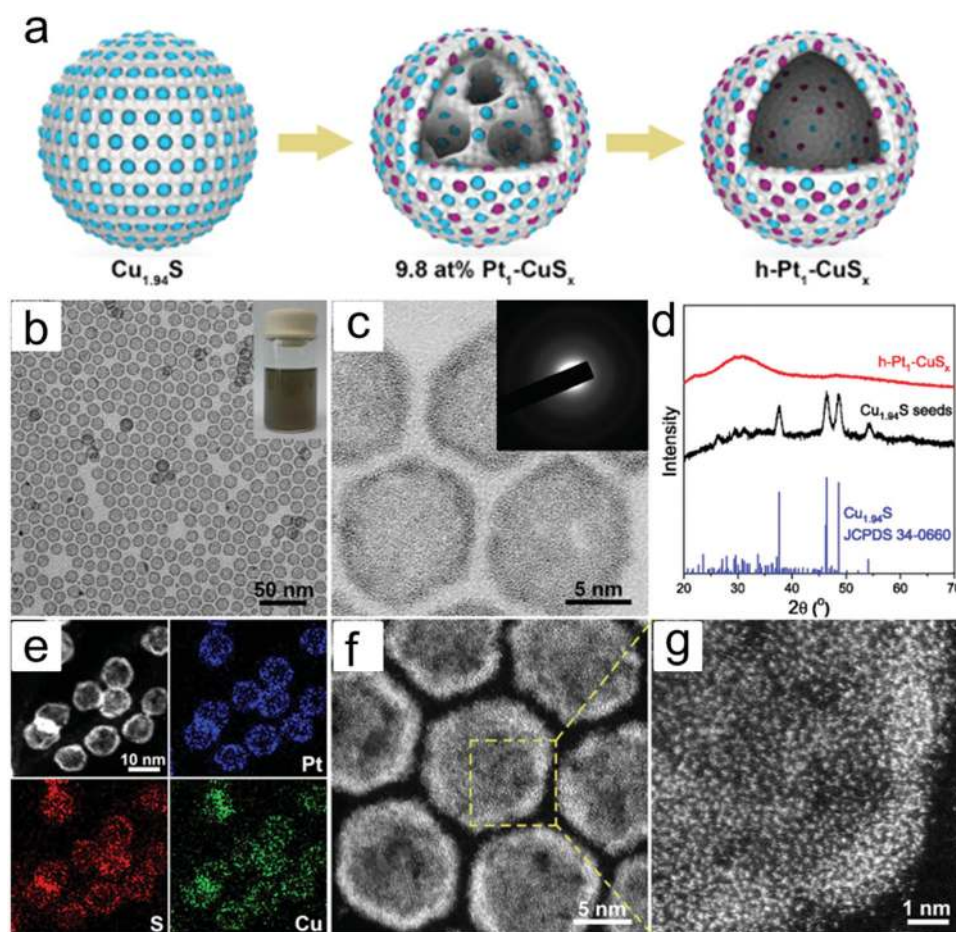 a
Cu₁.₉₄S
9.8 at% Pt₁-CuSₓ
h-Pt₁-CuSₓ
b
50 nm
c
5 nm
d
Intensity
h-Pt₁-CuSₓ
Cu₁.₉₄S seeds
Cu₁.₉₄S
JCPDS 34-0660
20 30 40 50 60 70
2θ (°)
e
10 nm
Pt
S
Cu
f
5 nm
g
1 nm